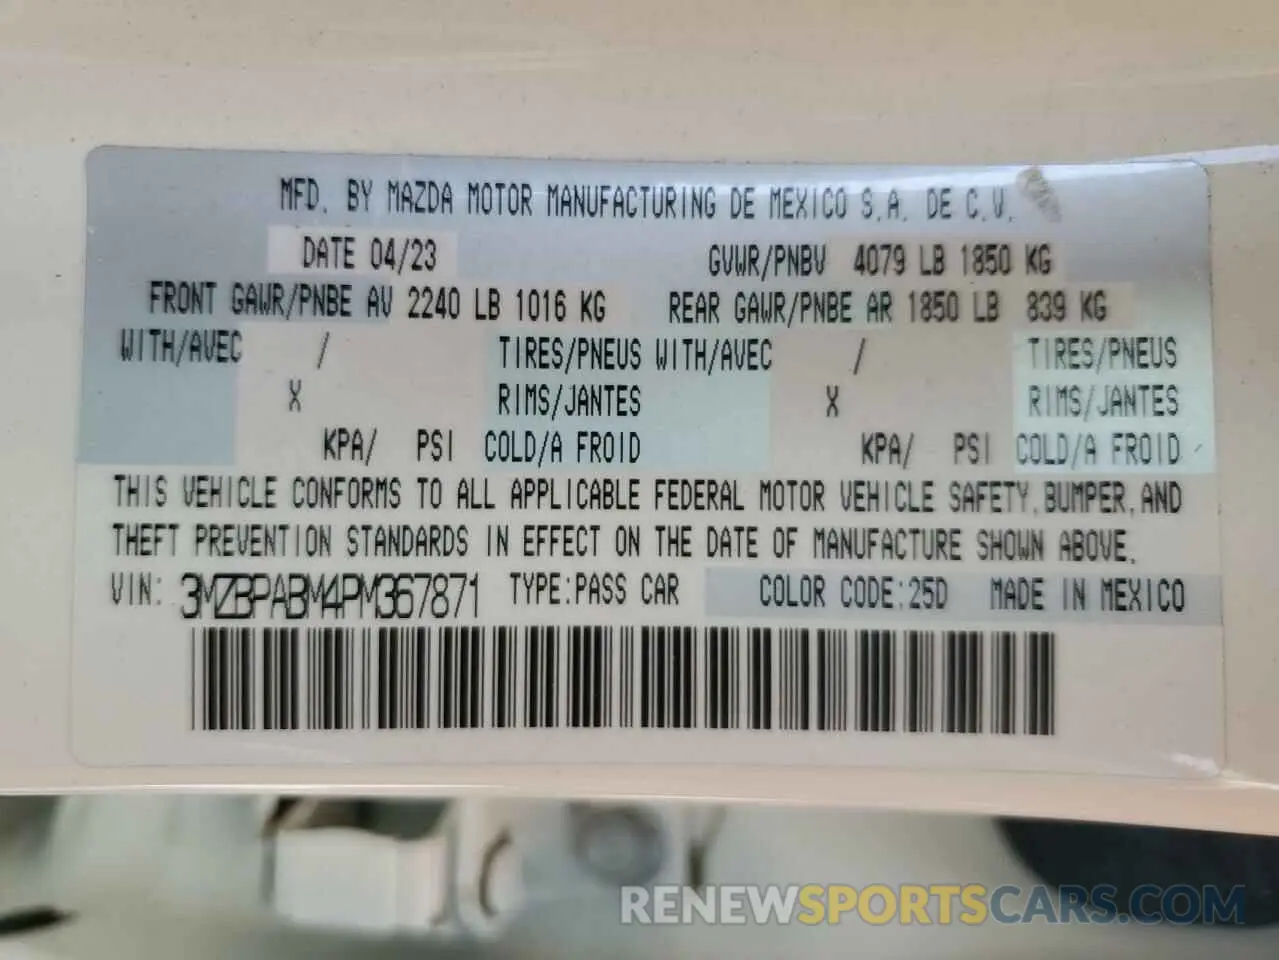 MFD. BY MAZDA MOTOR MANUFACTURING DE MEXICO S.A. DE C.V.
DATE 04/23 GVWR/PNBV 4079 LB 1850 KG
FRONT GAWR/PNBE AV 2240 LB 1016 KG REAR GAWR/PNBE AR 1850 LB 839 KG
WITH/AVEC / TIRES/PNEUS WITH/AVEC / TIRES/PNEUS
X RIMS/JANTES X RIMS/JANTES
KPA/ PSI COLD/A FROID KPA/ PSI COLD/A FROID
THIS VEHICLE CONFORMS TO ALL APPLICABLE FEDERAL MOTOR VEHICLE SAFETY,BUMPER,AND
THEFT PREVENTION STANDARDS IN EFFECT ON THE DATE OF MANUFACTURE SHOWN ABOVE.
VIN: 3MZBPABM4PM367871 TYPE:PASS CAR COLOR CODE:25D MADE IN MEXICO
RENEWSPORTSCARS.COM